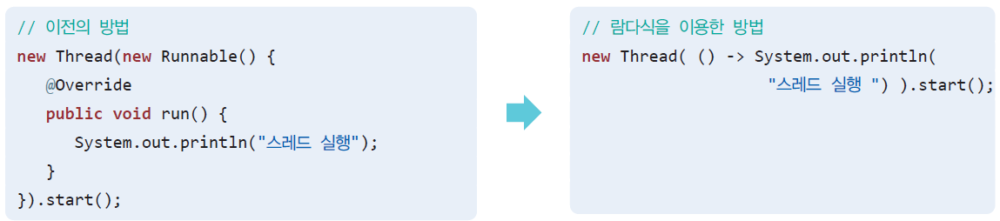 // 이전의 방법
new Thread(new Runnable() {
   @Override
   public void run() {
      System.out.println("스레드 실행");
   }
}).start();
// 람다식을 이용한 방법
new Thread( () -> System.out.println(
                    "스레드 실행 ") ).start();